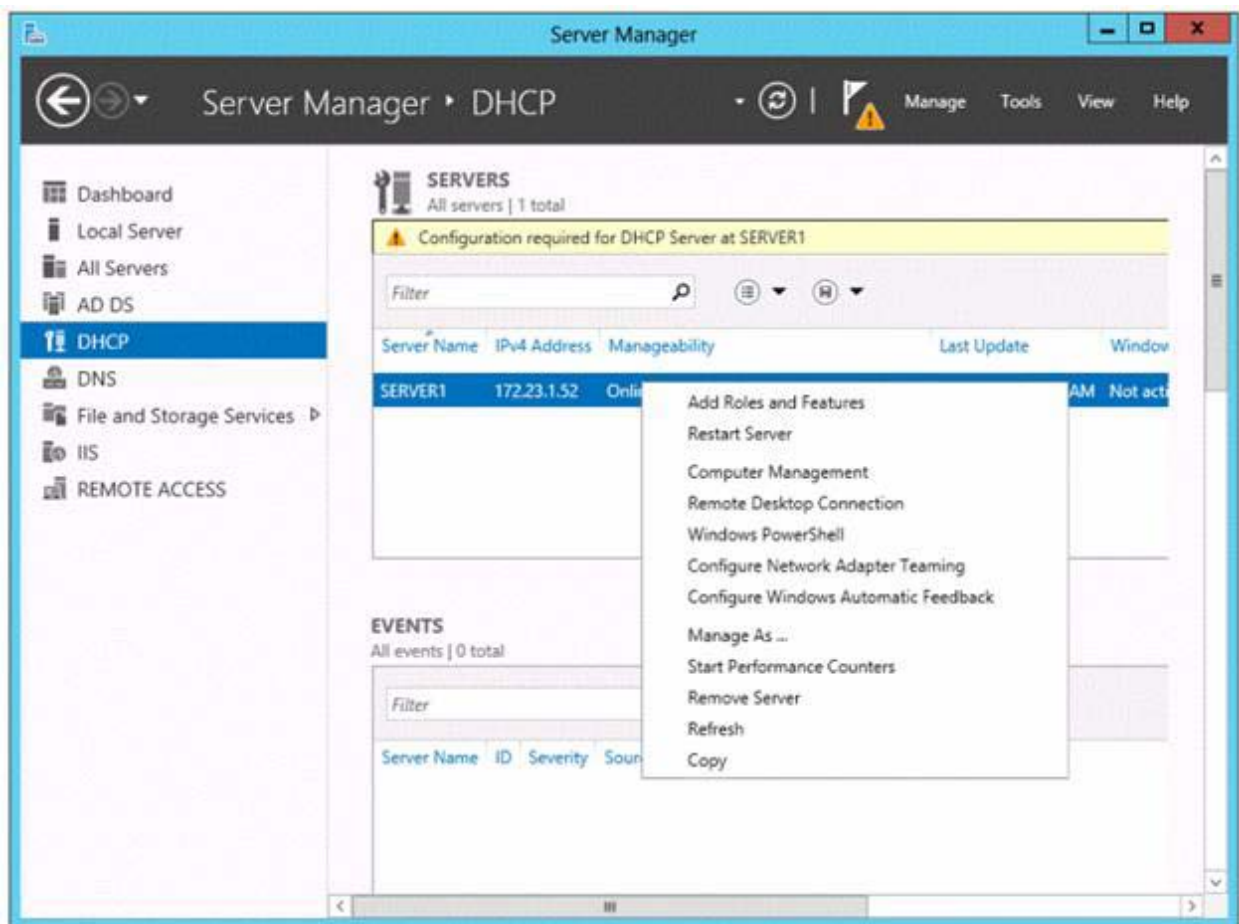 Server Manager
Server Manager ‣ DHCP
Manage Tools View Help
Dashboard
Local Server
All Servers
AD DS
DHCP
DNS
File and Storage Services
IIS
REMOTE ACCESS
SERVERS
All servers | 1 total
Configuration required for DHCP Server at SERVER1
Filter
Server Name IPv4 Address Manageability Last Update Window
SERVER1 172.23.1.52 Onli AM Not acti
Add Roles and Features
Restart Server
Computer Management
Remote Desktop Connection
Windows PowerShell
Configure Network Adapter Teaming
Configure Windows Automatic Feedback
Manage As ...
Start Performance Counters
Remove Server
Refresh
Copy
EVENTS
All events | 0 total
Filter
Server Name ID Severity Sour